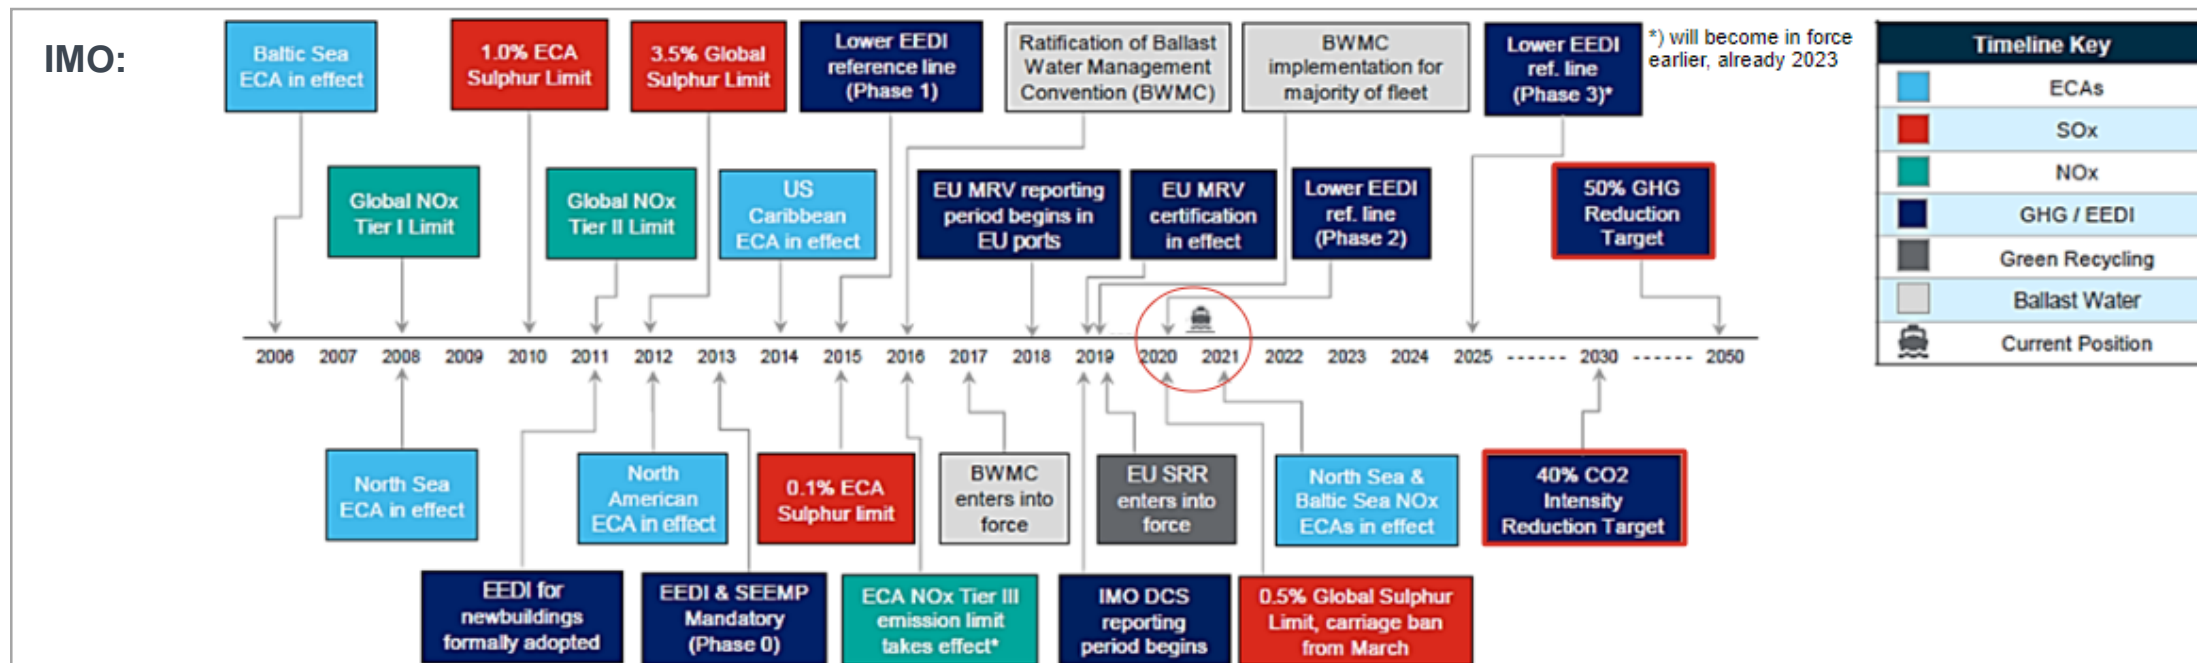 IMO:
Baltic Sea
ECA in effect
1.0% ECA
Sulphur Limit
3.5% Global
Sulphur Limit
Lower EEDI
reference line
(Phase 1)
Ratification of Ballast
Water Management
Convention (BWMC)
BWMC
implementation for
majority of fleet
Lower EEDI
ref. line
(Phase 3)*
*) will become in force
earlier, already 2023
Global NOx
Tier I Limit
Global NOx
Tier II Limit
US
Caribbean
ECA in effect
EU MRV reporting
period begins in
EU ports
EU MRV
certification
in effect
Lower EEDI
ref. line
(Phase 2)
50% GHG
Reduction
Target
2006 2007 2008 2009 2010 2011 2012 2013 2014 2015 2016 2017 2018 2019 2020 2021 2022 2023 2024 2025 ------ 2030 ------ 2050
North Sea
ECA in effect
North
American
ECA in effect
0.1% ECA
Sulphur limit
BWMC
enters into
force
EU SRR
enters into
force
North Sea &
Baltic Sea NOx
ECAs in effect
40% CO2
Intensity
Reduction Target
EEDI for
newbuildings
formally adopted
EEDI & SEEMP
Mandatory
(Phase 0)
ECA NOx Tier III
emission limit
takes effect*
IMO DCS
reporting
period begins
0.5% Global Sulphur
Limit, carriage ban
from March
Timeline Key
ECAs
SOx
NOx
GHG / EEDI
Green Recycling
Ballast Water
Current Position